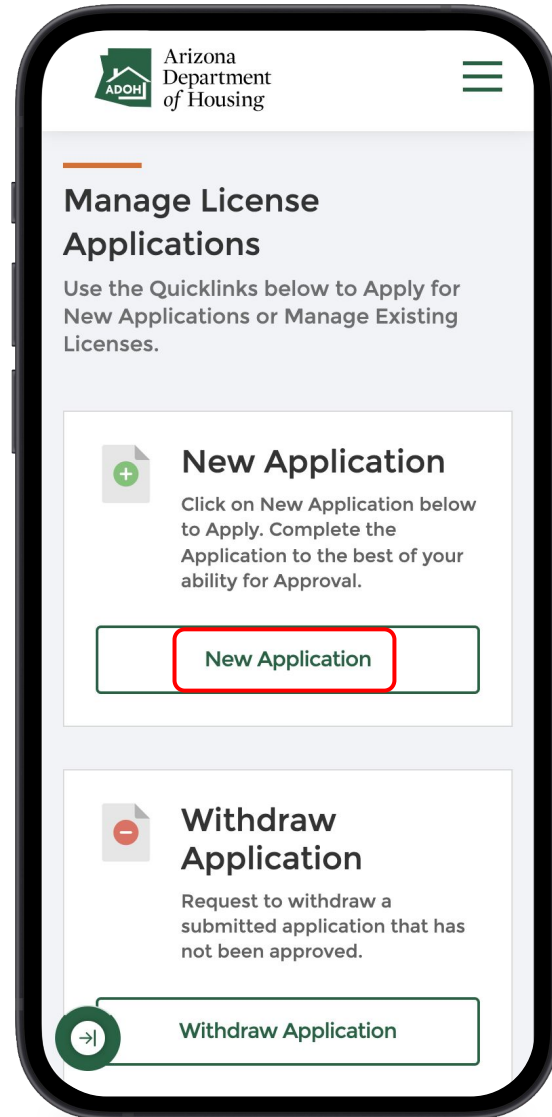 ADOH
Arizona
Department
of Housing
Manage License
Applications
Use the Quicklinks below to Apply for
New Applications or Manage Existing
Licenses.
New Application
Click on New Application below
to Apply. Complete the
Application to the best of your
ability for Approval.
New Application
Withdraw
Application
Request to withdraw a
submitted application that has
not been approved.
Withdraw Application